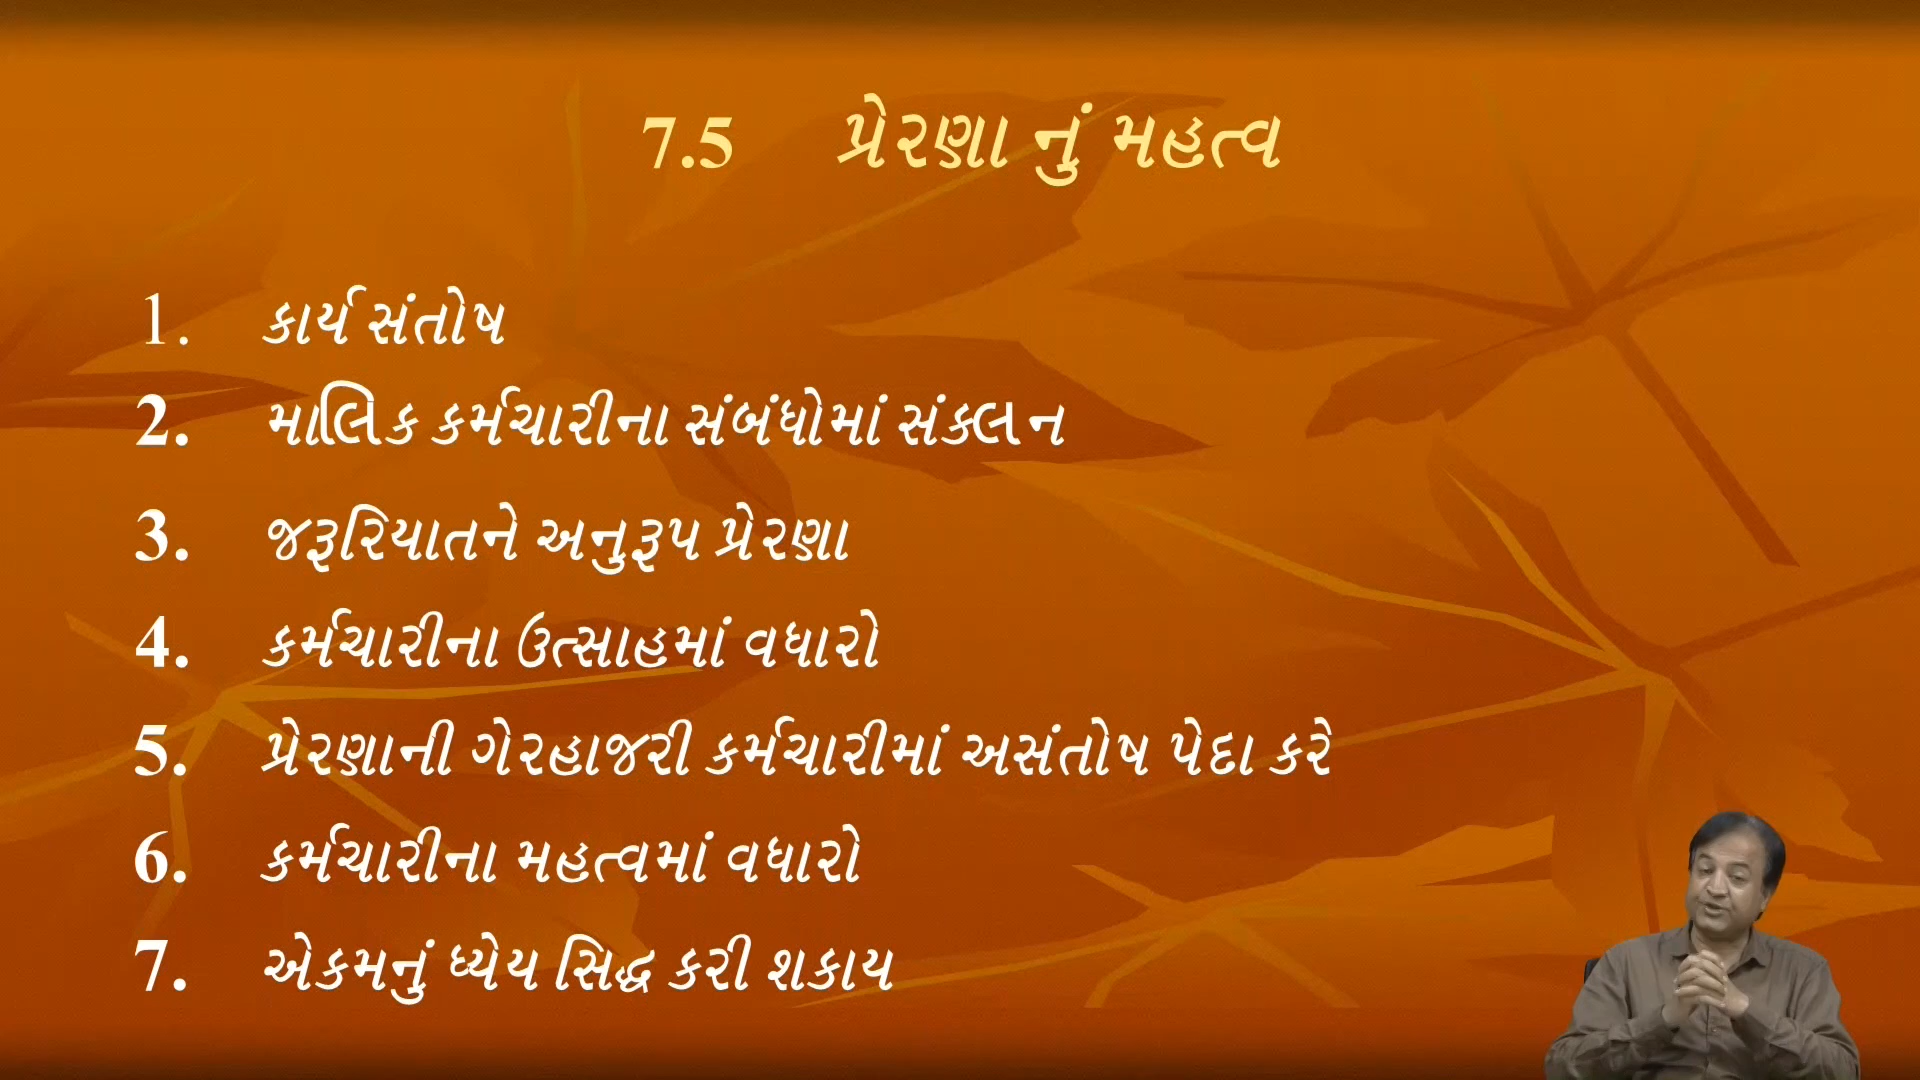 7.5 પ્રેરણા નું મહત્વ
1. કાર્ય સંતોષ
2. માલિક કર્મચારીના સંબંધોમાં સંક્લન
3. જરૂરિયાતને અનુરૂપ પ્રેરણા
4. કર્મચારીના ઉત્સાહમાં વધારો
5. પ્રેરણાની ગેરહાજરી કર્મચારીમાં અસંતોષ પેદા કરે
6. કર્મચારીના મહત્વમાં વધારો
7. એકમનું ધ્યેય સિદ્ધ કરી શકાય